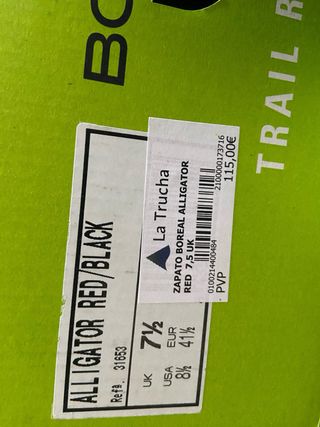 BO
TRAIL R
ALLIGATOR RED/BLACK
Refª. 31653
UK 7½
USA 8½
EUR 41½
La Trucha
ZAPATO BOREAL ALLIGATOR
RED 7,5 UK
2100000173716
0100214400484
PVP
115,00€